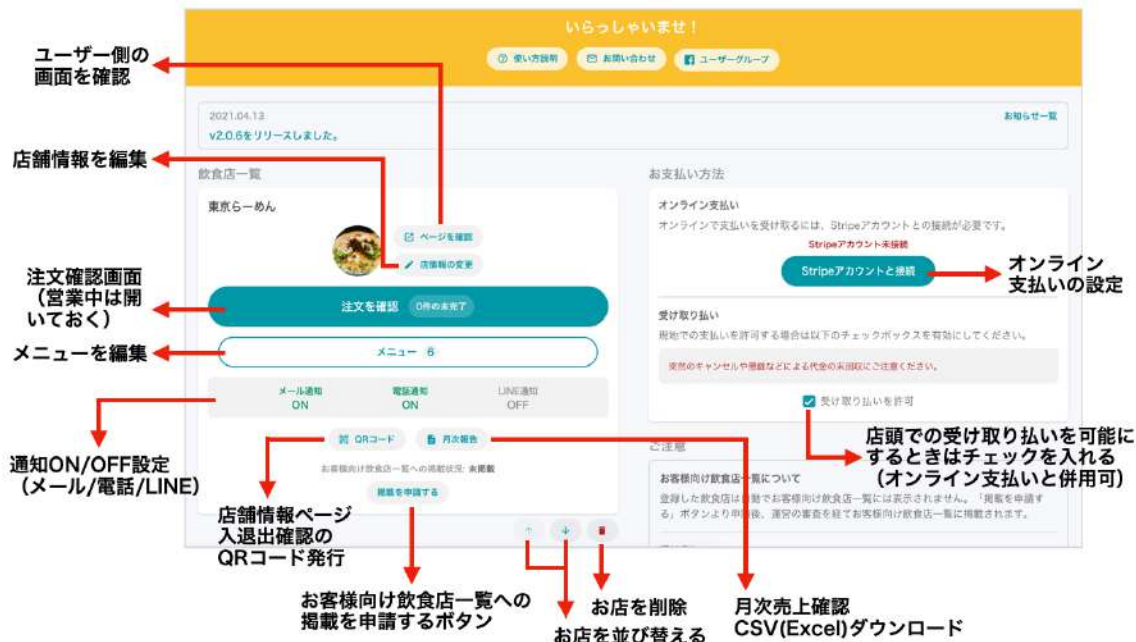 いらっしゃいませ！
使い方説明
お問い合わせ
ユーザーグループ
ユーザー側の
画面を確認
2021.04.13
お知らせ一覧
v2.0.6をリリースしました。
店舗情報を編集
飲食店一覧
東京らーめん
ページを確認
店情報の変更
注文確認画面
（営業中は開
いておく）
注文を確認 0件の未完了
メニューを編集
メニュー 6
メール通知
ON
電話通知
ON
LINE通知
OFF
通知ON/OFF設定
（メール/電話/LINE）
QRコード
月次報告
お客様向け飲食店一覧への掲載状況: 未掲載
掲載を申請する
店舗情報ページ
入退出確認の
QRコード発行
お客様向け飲食店一覧への
掲載を申請するボタン
お店を削除
お店を並び替える
月次売上確認
CSV(Excel)ダウンロード
お支払い方法
オンライン支払い
オンラインで支払いを受け取るには、Stripeアカウントとの接続が必要です。
Stripeアカウント未接続
Stripeアカウントと接続
オンライン
支払いの設定
受け取り払い
現地での支払いを許可する場合は以下のチェックボックスを有効にしてください。
突然のキャンセルや悪戯などによる代金の未回収にご注意ください。
受け取り払いを許可
店頭での受け取り払いを可能に
するときはチェックを入れる
（オンライン支払いと併用可）
ご注意
お客様向け飲食店一覧について
登録した飲食店は自動でお客様向け飲食店一覧には表示されません。「掲載を申請す
る」ボタンより申請後、運営の審査を経てお客様向け飲食店一覧に掲載されます。